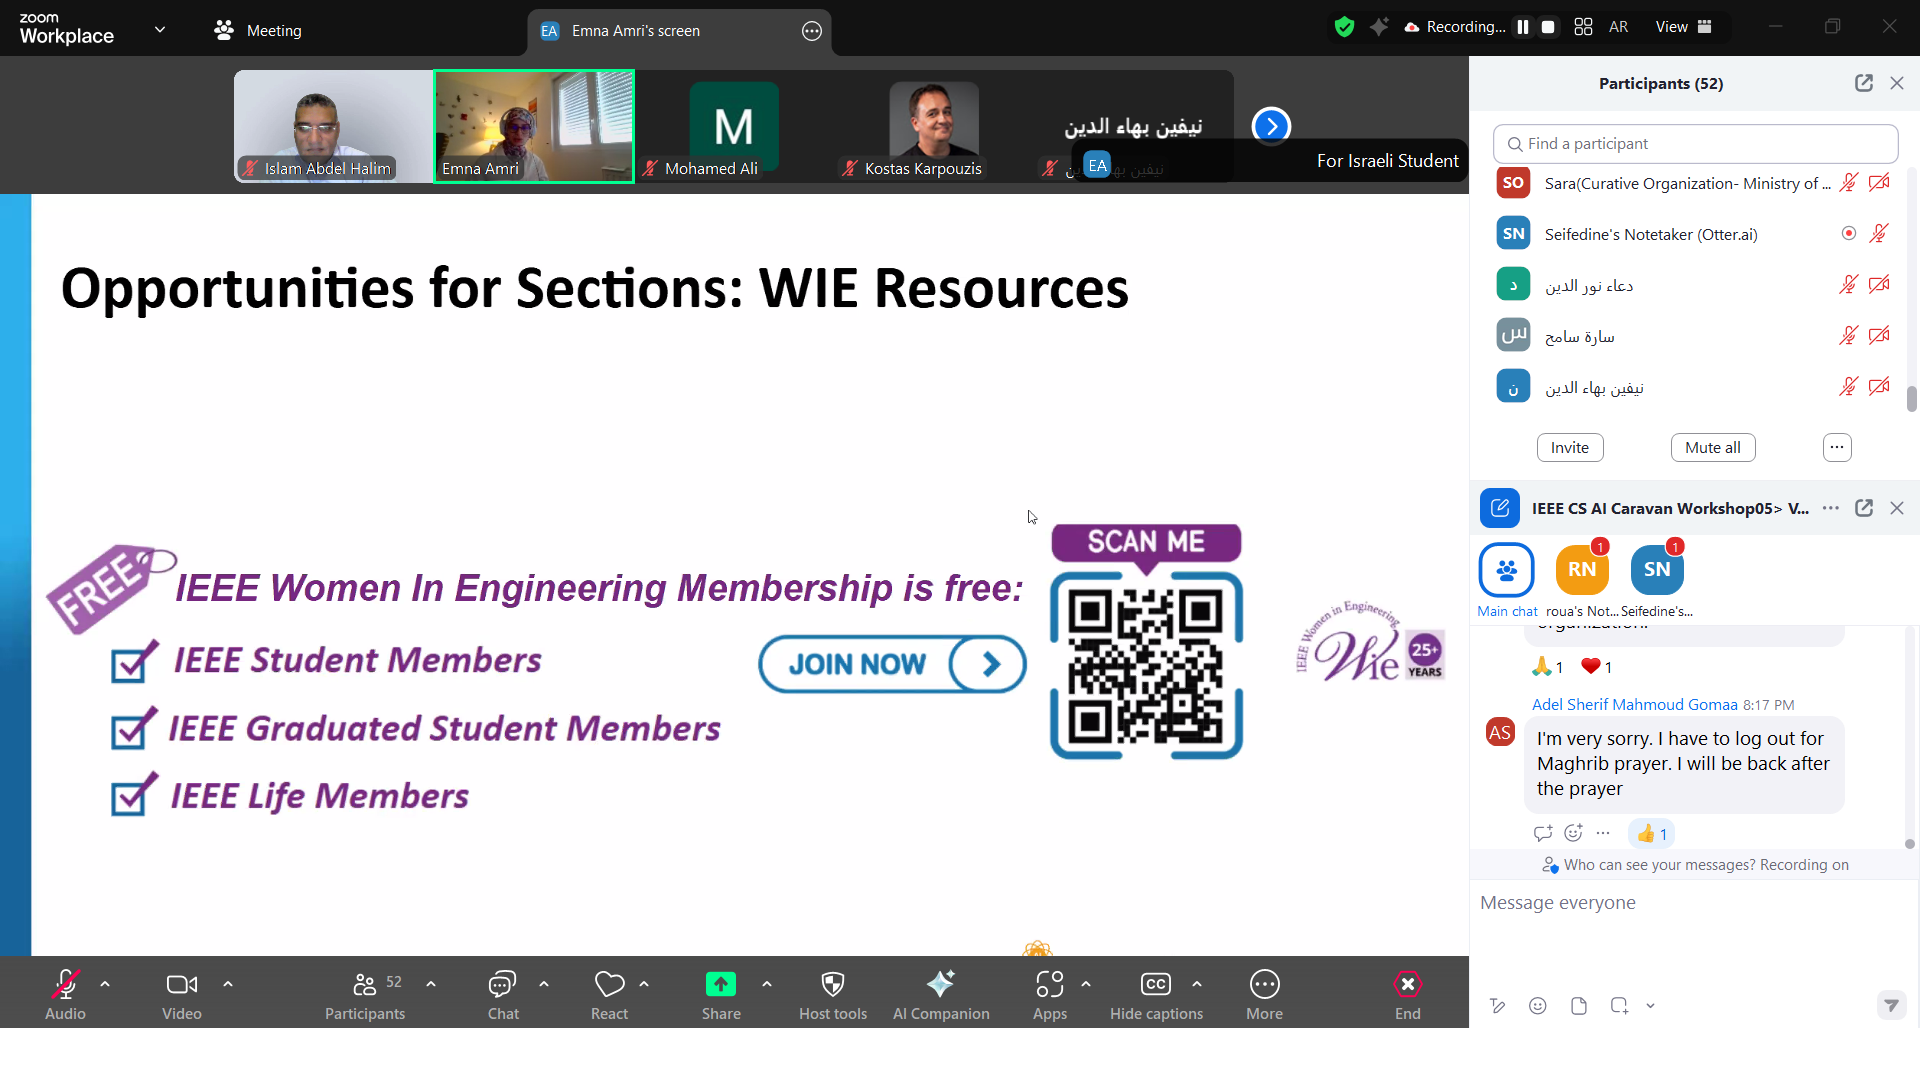 zoom
Workplace
Meeting
EA Emna Amri's screen
Recording...
AR
View
Islam Abdel Halim
Emna Amri
M
Mohamed Ali
Kostas Karpouzis
نيفين بهاء الدين
EA
For Israeli Student
Opportunities for Sections: WIE Resources
FREE
IEEE Women In Engineering Membership is free:
IEEE Student Members
IEEE Graduated Student Members
IEEE Life Members
JOIN NOW
SCAN ME
IEEE Women in Engineering
Wie
25+
YEARS
Participants (52)
Find a participant
SO Sara(Curative Organization- Ministry of ...
SN Seifedine's Notetaker (Otter.ai)
د دعاء نور الدين
س سارة سامح
ن نيفين بهاء الدين
Invite
Mute all
IEEE CS AI Caravan Workshop05> V...
RN 1
SN 1
Main chat
roua's Not...
Seifedine's...
1
1
Adel Sherif Mahmoud Gomaa 8:17 PM
AS
I'm very sorry. I have to log out for
Maghrib prayer. I will be back after
the prayer
1
Who can see your messages? Recording on
Message everyone
Audio
Video
52
Participants
Chat
React
Share
Host tools
AI Companion
Apps
CC
Hide captions
More
End